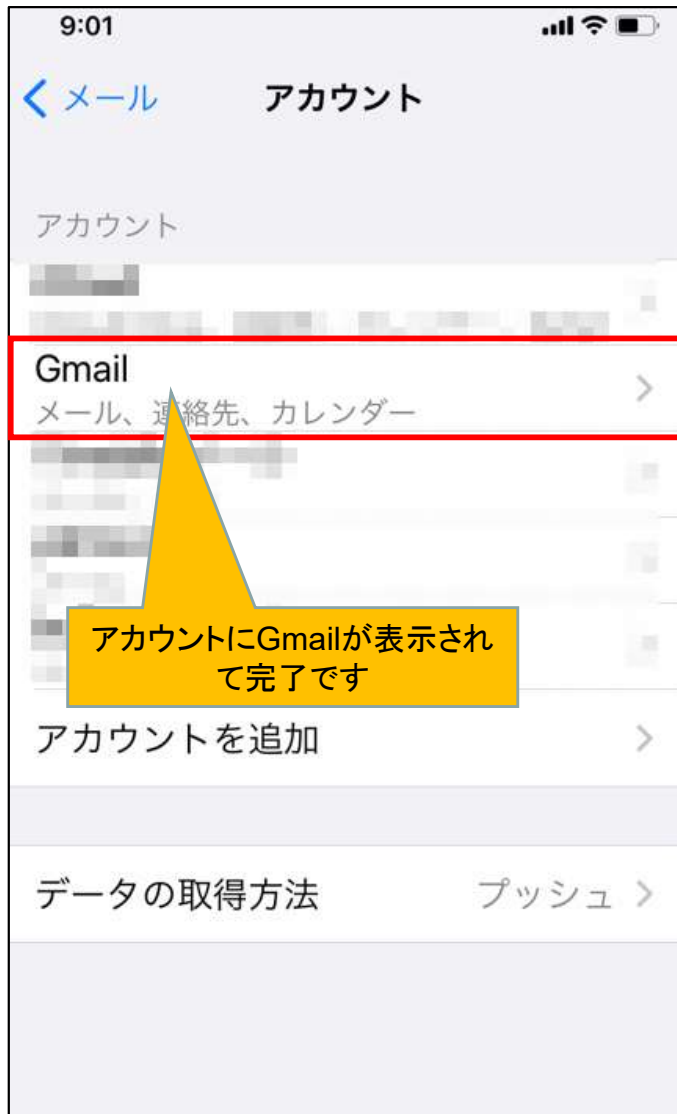 9:01
メール アカウント
アカウント
Gmail
メール、連絡先、カレンダー
アカウントにGmailが表示され
て完了です
アカウントを追加
データの取得方法 プッシュ